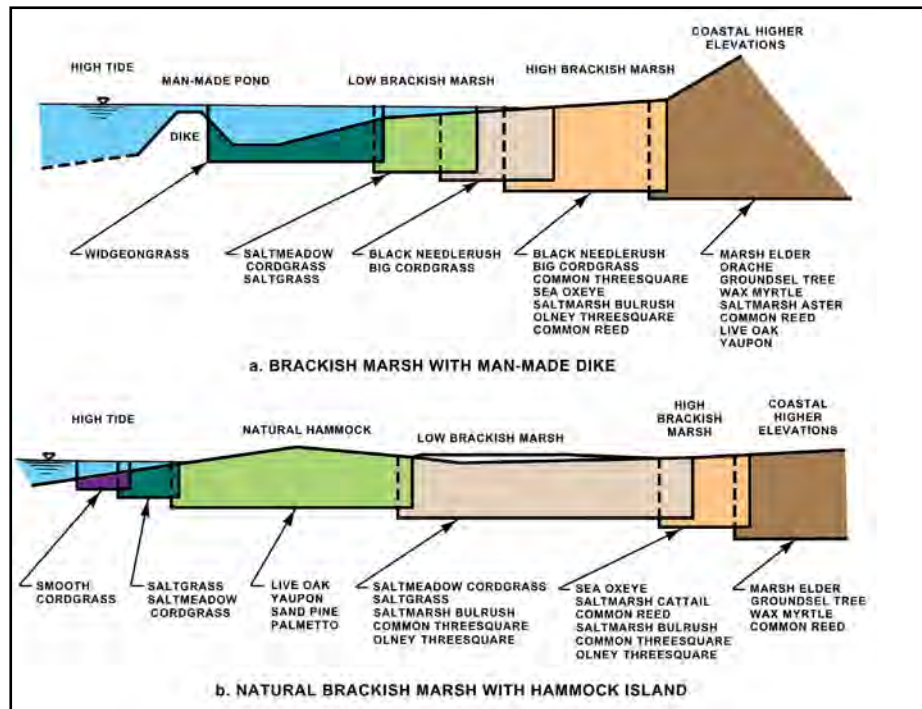 COASTAL HIGHER
ELEVATIONS
HIGH TIDE
MAN-MADE POND
LOW BRACKISH MARSH
HIGH BRACKISH MARSH
DIKE
WIDGEONGRASS
SALTMEADOW
CORDGRASS
SALTGRASS
BLACK NEEDLERUSH
BIG CORDGRASS
BLACK NEEDLERUSH
BIG CORDGRASS
COMMON THREESQUARE
SEA OXEYE
SALTMARSH BULRUSH
OLNEY THREESQUARE
COMMON REED
MARSH ELDER
ORACHE
GROUNDSEL TREE
WAX MYRTLE
SALTMARSH ASTER
COMMON REED
LIVE OAK
YAUPON
a. BRACKISH MARSH WITH MAN-MADE DIKE
HIGH TIDE
NATURAL HAMMOCK
LOW BRACKISH MARSH
HIGH
BRACKISH
MARSH
COASTAL
HIGHER
ELEVATIONS
SMOOTH
CORDGRASS
SALTGRASS
SALTMEADOW
CORDGRASS
LIVE OAK
YAUPON
SAND PINE
PALMETTO
SALTMEADOW CORDGRASS
SALTGRASS
SALTMARSH BULRUSH
COMMON THREESQUARE
OLNEY THREESQUARE
SEA OXEYE
SALTMARSH CATTAIL
COMMON REED
SALTMARSH BULRUSH
COMMON THREESQUARE
OLNEY THREESQUARE
MARSH ELDER
GROUNDSEL TREE
WAX MYRTLE
COMMON REED
b. NATURAL BRACKISH MARSH WITH HAMMOCK ISLAND